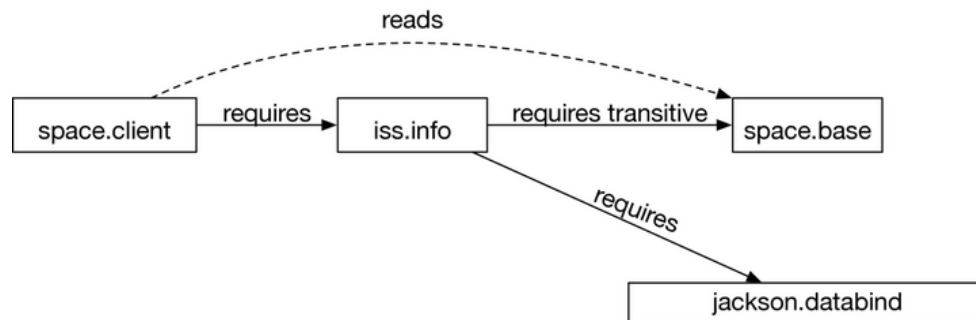 reads
space.client
requires
iss.info
requires transitive
space.base
requires
jackson.databind